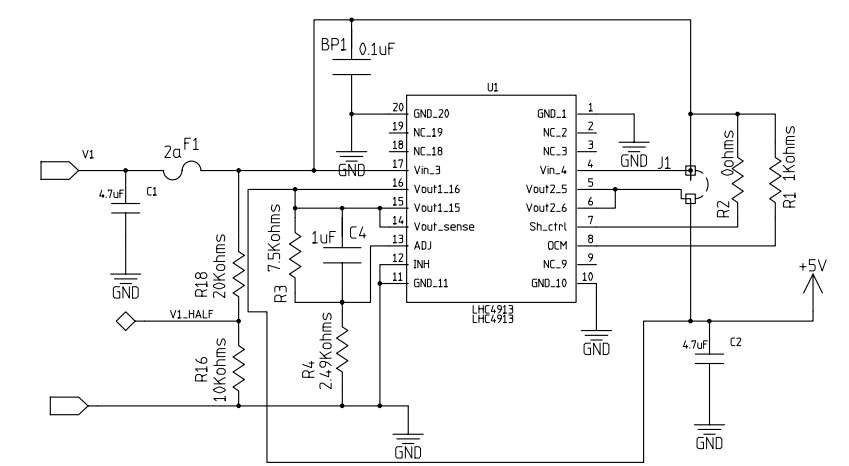 BP1
0.1uF
U1
20 GND_20
GND_1 1
19 NC_19
NC_2 2
18 NC_18
NC_3 3
17 Vin_3
Vin_4 4
16 Vout1_16
Vout2_5 5
15 Vout1_15
Vout2_6 6
14 Vout_sense
Sh_ctrl 7
13 ADJ
OCM 8
12 INH
NC_9 9
11 GND_11
GND_10 10
LHC4913
LHC4913
V1
2a
F1
4.7uF
C1
GND
GND
GND
J1
R2
0ohms
R1
1Kohms
R18
20Kohms
R3
7.5Kohms
1uF
C4
V1_HALF
R16
10Kohms
R4
2.49Kohms
GND
GND
+5V
4.7uF
C2
GND